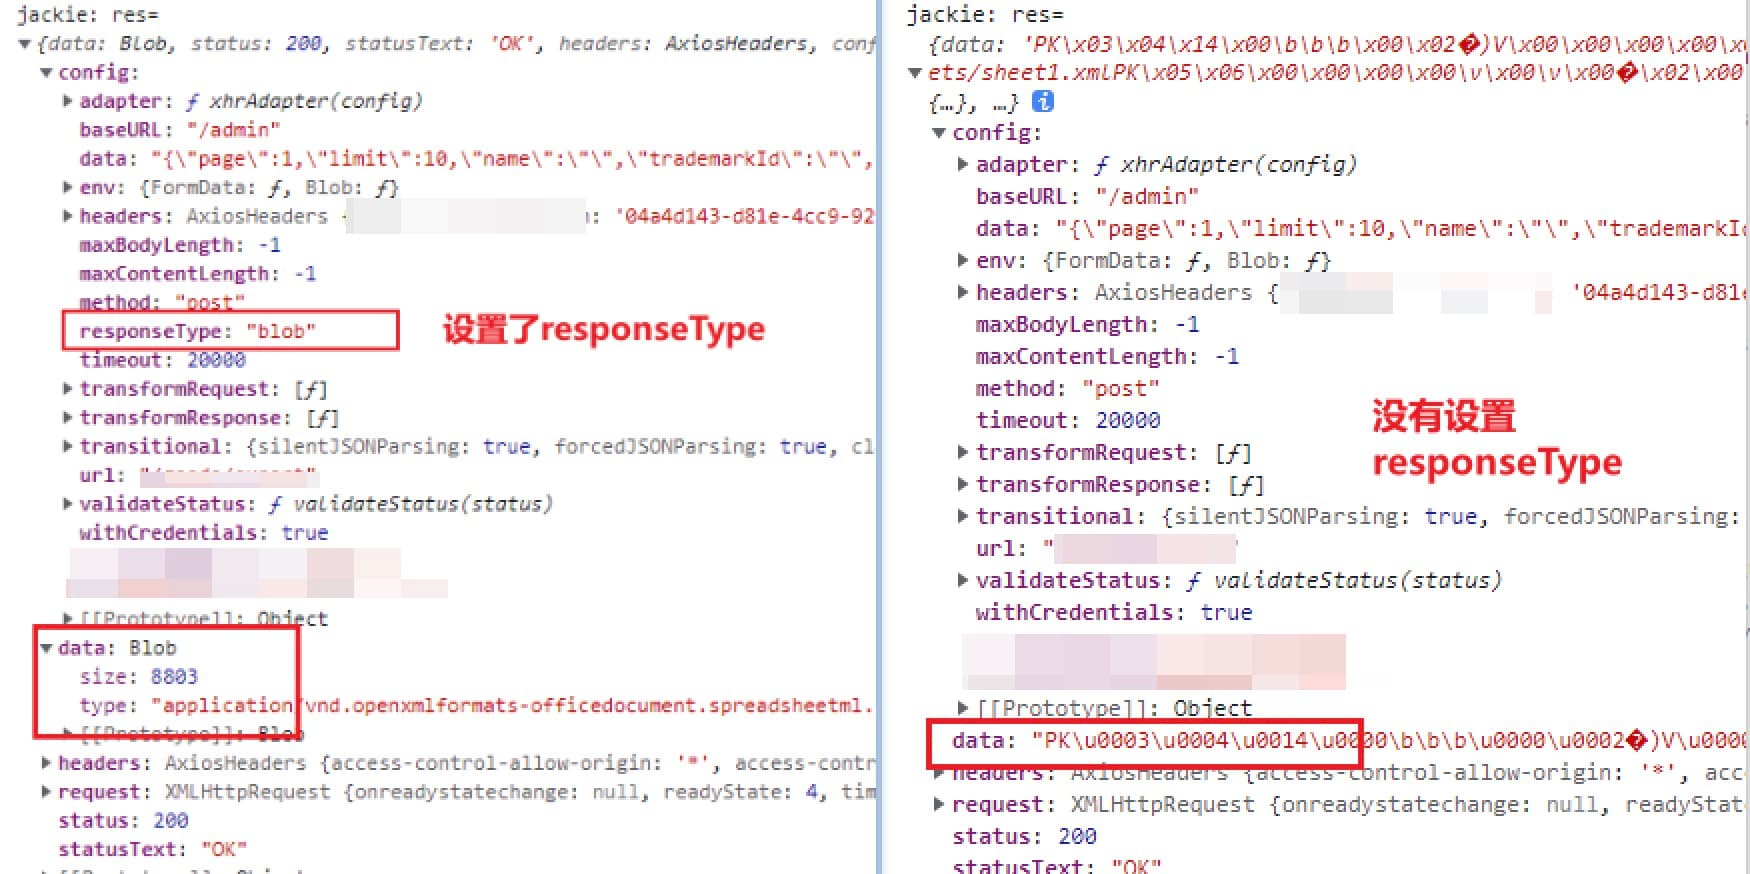 jackie: res=
▼{data: Blob, status: 200, statusText: 'OK', headers: AxiosHeaders, conf
▼config:
▶adapter: ƒ xhrAdapter(config)
baseURL: "/admin"
data: "{\"page\":1,\"limit\":10,\"name\":\"\",\"trademarkId\":\"\",
▶env: {FormData: ƒ, Blob: ƒ}
▶headers: AxiosHeaders {: '04a4d143-d81e-4cc9-92
maxBodyLength: -1
maxContentLength: -1
method: "post"
responseType: "blob"
设置了responseType
timeout: 20000
▶transformRequest: [ƒ]
▶transformResponse: [ƒ]
▶transitional: {silentJSONParsing: true, forcedJSONParsing: true, cl
url:
▶validateStatus: ƒ validateStatus(status)
withCredentials: true
▶[[Prototype]]: Object
▼data: Blob
size: 8803
type: "application/vnd.openxmlformats-officedocument.spreadsheetml.
▶[[Prototype]]: Blob
▶headers: AxiosHeaders {access-control-allow-origin: '*', access-contr
▶request: XMLHttpRequest {onreadystatechange: null, readyState: 4, tim
status: 200
statusText: "OK"
jackie: res=
{data: 'PK\x03\x04\x14\x00\b\b\b\x00\x02�)V\x00\x00\x00\x00\x
▼ets/sheet1.xmlPK\x05\x06\x00\x00\x00\x00\v\x00\v\x00�\x02\x00
{…}, …} i
▼config:
▶adapter: ƒ xhrAdapter(config)
baseURL: "/admin"
data: "{\"page\":1,\"limit\":10,\"name\":\"\",\"trademarkI
▶env: {FormData: ƒ, Blob: ƒ}
▶headers: AxiosHeaders { '04a4d143-d81e
maxBodyLength: -1
maxContentLength: -1
method: "post"
没有设置
responseType
timeout: 20000
▶transformRequest: [ƒ]
▶transformResponse: [ƒ]
▶transitional: {silentJSONParsing: true, forcedJSONParsing:
url: "
▶validateStatus: ƒ validateStatus(status)
withCredentials: true
▶[[Prototype]]: Object
data: "PK\u0003\u0004\u0014\u0000\b\b\b\u0000\u0002�)V\u000
▶headers: AxiosHeaders {access-control-allow-origin: '*', acc
▶request: XMLHttpRequest {onreadystatechange: null, readyStat
status: 200
statusText: "OK"